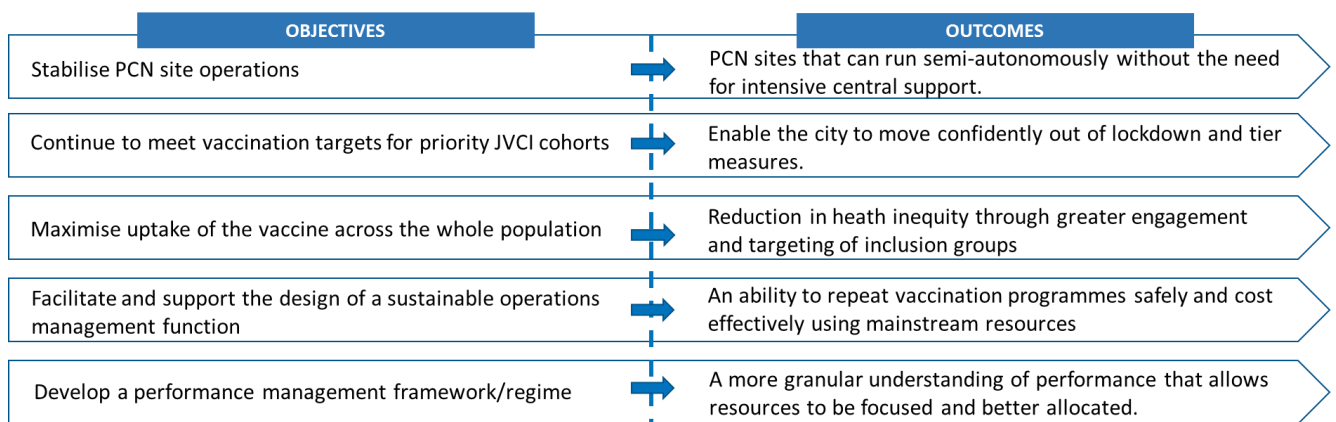 OBJECTIVES
OUTCOMES
Stabilise PCN site operations
PCN sites that can run semi-autonomously without the need
for intensive central support.
Continue to meet vaccination targets for priority JVCI cohorts
Enable the city to move confidently out of lockdown and tier
measures.
Maximise uptake of the vaccine across the whole population
Reduction in heath inequity through greater engagement
and targeting of inclusion groups
Facilitate and support the design of a sustainable operations
management function
An ability to repeat vaccination programmes safely and cost
effectively using mainstream resources
Develop a performance management framework/regime
A more granular understanding of performance that allows
resources to be focused and better allocated.